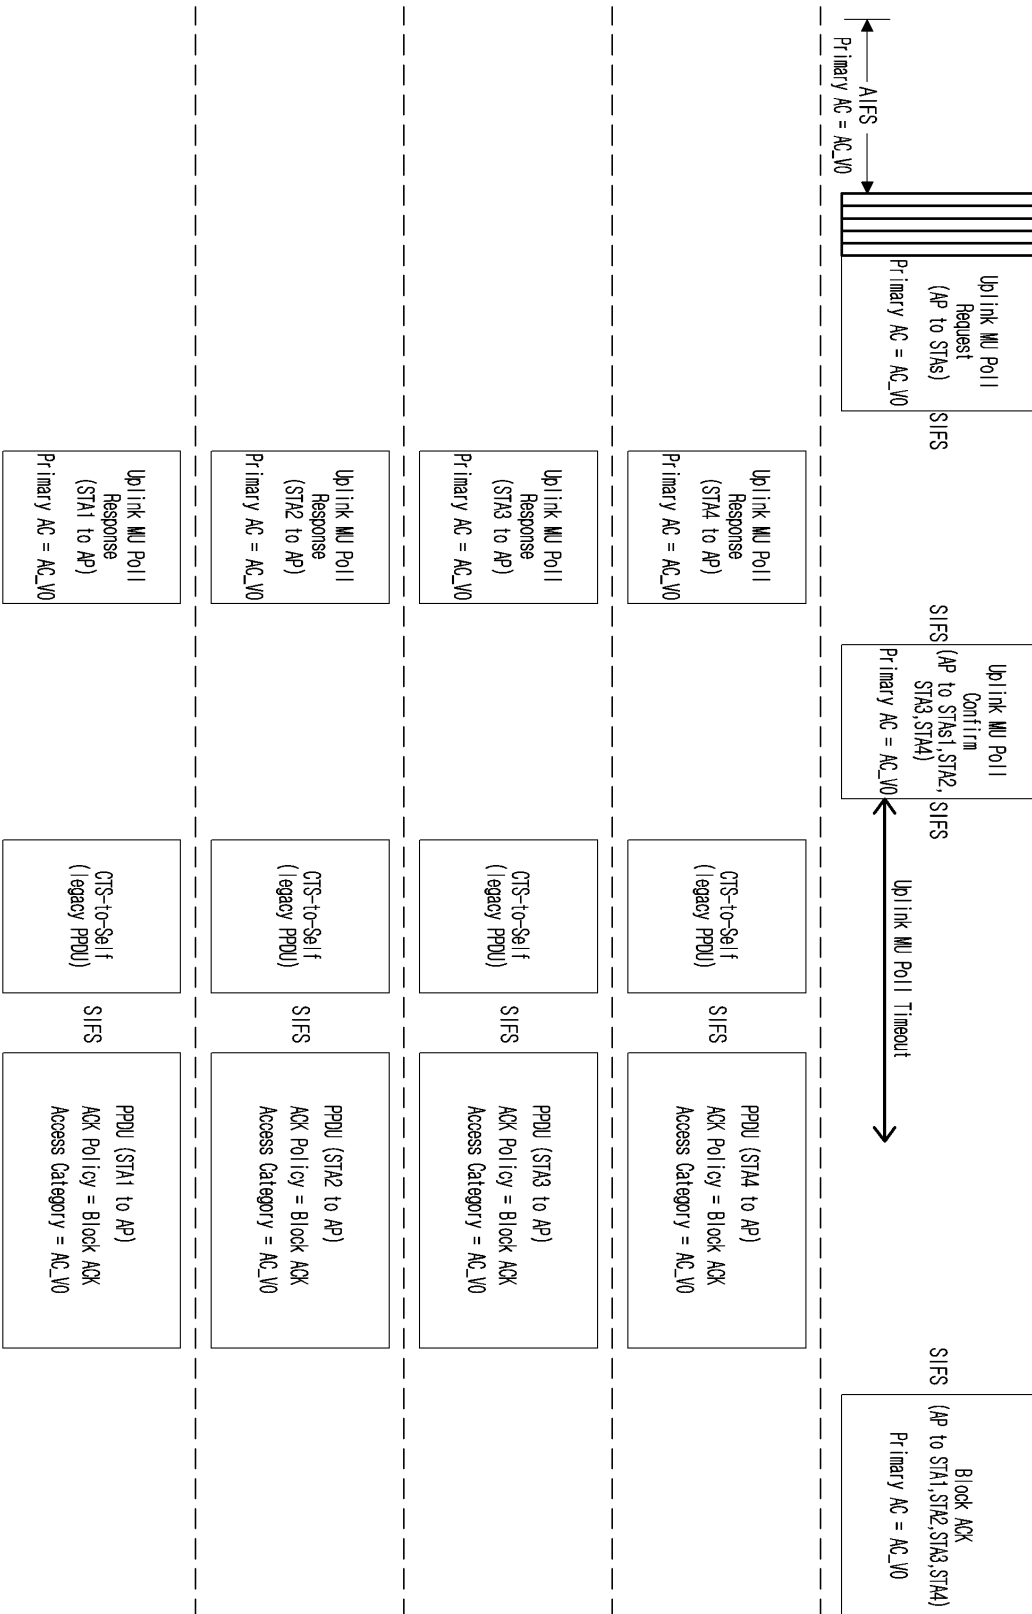 AIFS
Primary AC = AC_VO
Uplink MU Poll
Request
(AP to STAs)
Primary AC = AC_VO
SIFS
SIFS
Uplink MU Poll
Confirm
(AP to STAs1,STA2,
STA3,STA4)
Primary AC = AC_VO
SIFS
Uplink MU Poll Timeout
SIFS
Block ACK
(AP to STA1,STA2,STA3,STA4)
Primary AC = AC_VO
Uplink MU Poll
Response
(STA4 to AP)
Primary AC = AC_VO
CTS-to-Self
(legacy PPDU)
SIFS
PPDU (STA4 to AP)
ACK Policy = Block ACK
Access Category = AC_VO
Uplink MU Poll
Response
(STA3 to AP)
Primary AC = AC_VO
CTS-to-Self
(legacy PPDU)
SIFS
PPDU (STA3 to AP)
ACK Policy = Block ACK
Access Category = AC_VO
Uplink MU Poll
Response
(STA2 to AP)
Primary AC = AC_VO
CTS-to-Self
(legacy PPDU)
SIFS
PPDU (STA2 to AP)
ACK Policy = Block ACK
Access Category = AC_VO
Uplink MU Poll
Response
(STA1 to AP)
Primary AC = AC_VO
CTS-to-Self
(legacy PPDU)
SIFS
PPDU (STA1 to AP)
ACK Policy = Block ACK
Access Category = AC_VO